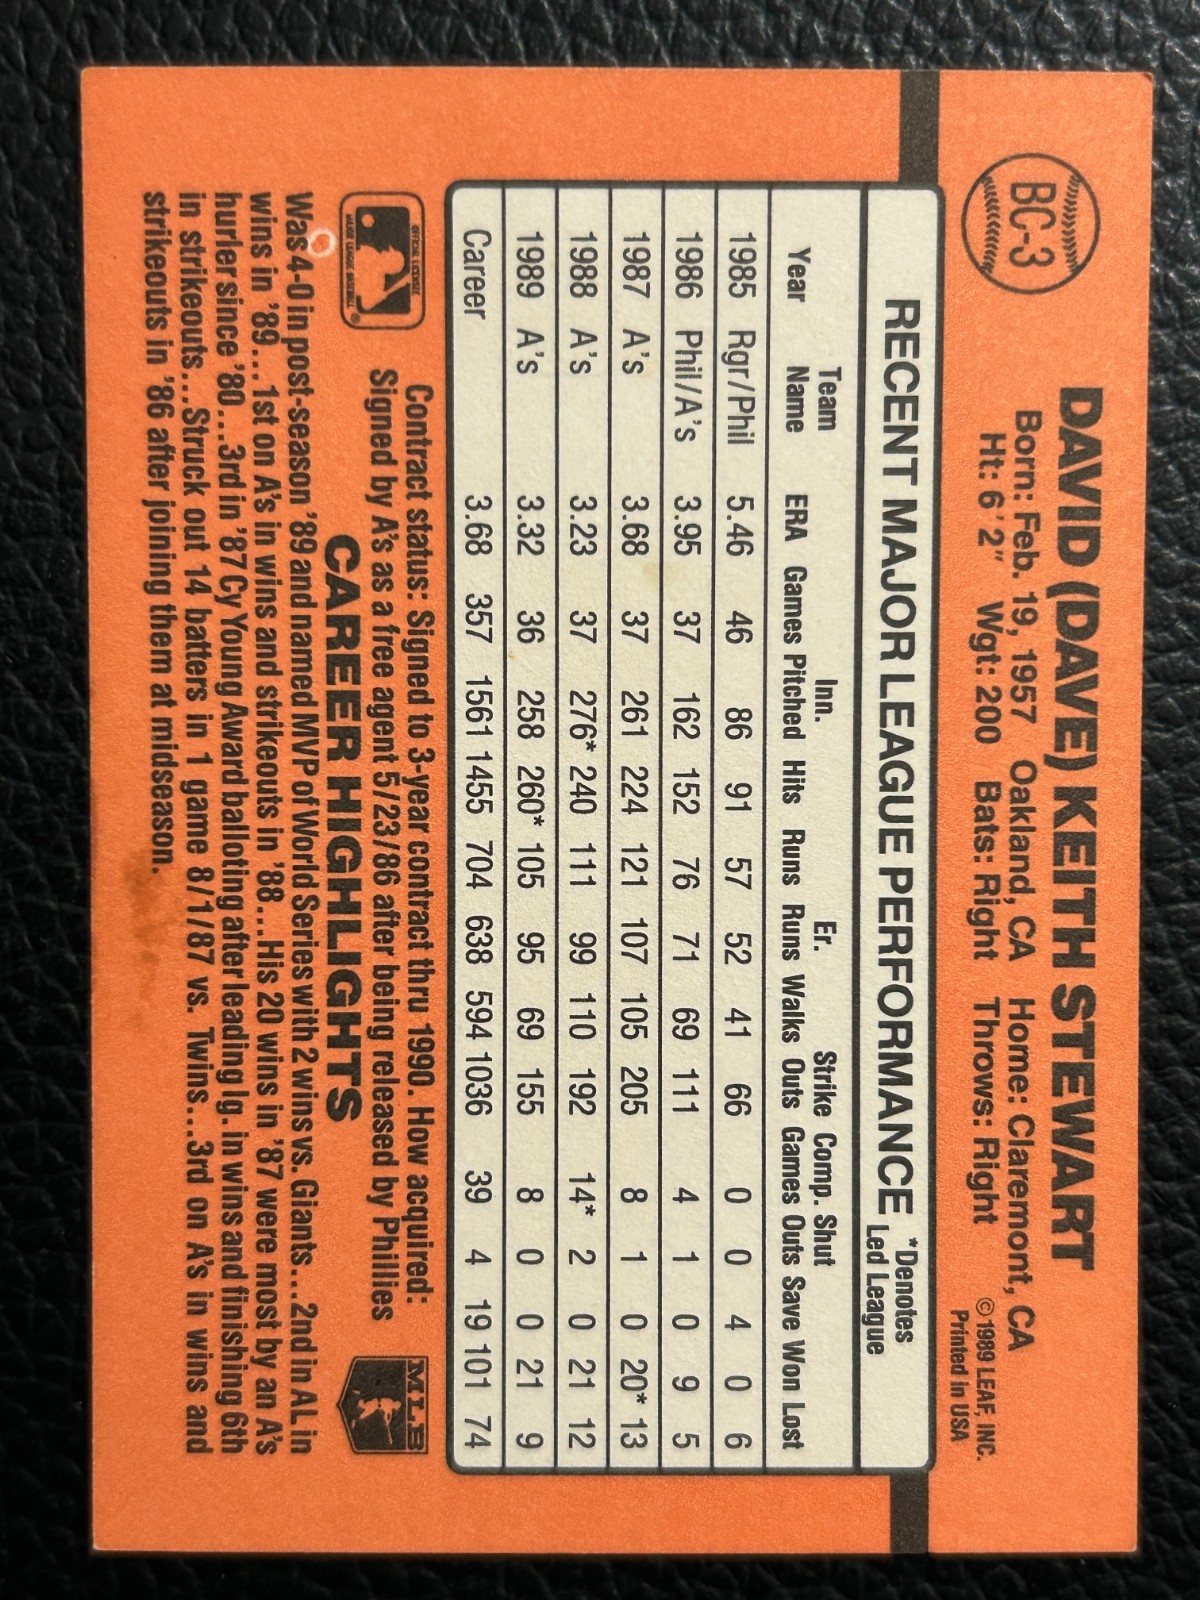 BC-3
DAVID (DAVE) KEITH STEWART
Born: Feb. 19, 1957 Oakland, CA Home: Claremont, CA
Ht: 6'2" Wgt: 200 Bats: Right Throws: Right
© 1989 LEAF, INC.
Printed in USA
RECENT MAJOR LEAGUE PERFORMANCE *Denotes Led League
Team Inn. Er. Strike Comp. Shut
Year Name ERA Games Pitched Hits Runs Runs Walks Outs Games Outs Save Won Lost
1985 Rgr/Phil 5.46 46 86 91 57 52 41 66 0 0 4 0 6
1986 Phil/A's 3.95 37 162 152 76 71 69 111 4 1 0 9 5
1987 A's 3.68 37 261 224 121 107 105 205 8 1 0 20* 13
1988 A's 3.23 37 276* 240 111 99 110 192 14* 2 0 21 12
1989 A's 3.32 36 258 260* 105 95 69 155 8 0 0 21 9
Career 3.68 357 1561 1455 704 638 594 1036 39 4 19 101 74
OFFICIAL LICENSEE
MAJOR LEAGUE BASEBALL
®
Contract status: Signed to 3-year contract thru 1990. How acquired:
Signed by A's as a free agent 5/23/86 after being released by Phillies
MLB
CAREER HIGHLIGHTS
Was 4-0 in post-season '89 and named MVP of World Series with 2 wins vs. Giants...2nd in AL in
wins in '89...1st on A's in wins and strikeouts in '88...His 20 wins in '87 were most by an A's
hurler since '80...3rd in '87 Cy Young Award balloting after leading lg. in wins and finishing 6th
in strikeouts...Struck out 14 batters in 1 game 8/1/87 vs. Twins...3rd on A's in wins and
strikeouts in '86 after joining them at midseason.